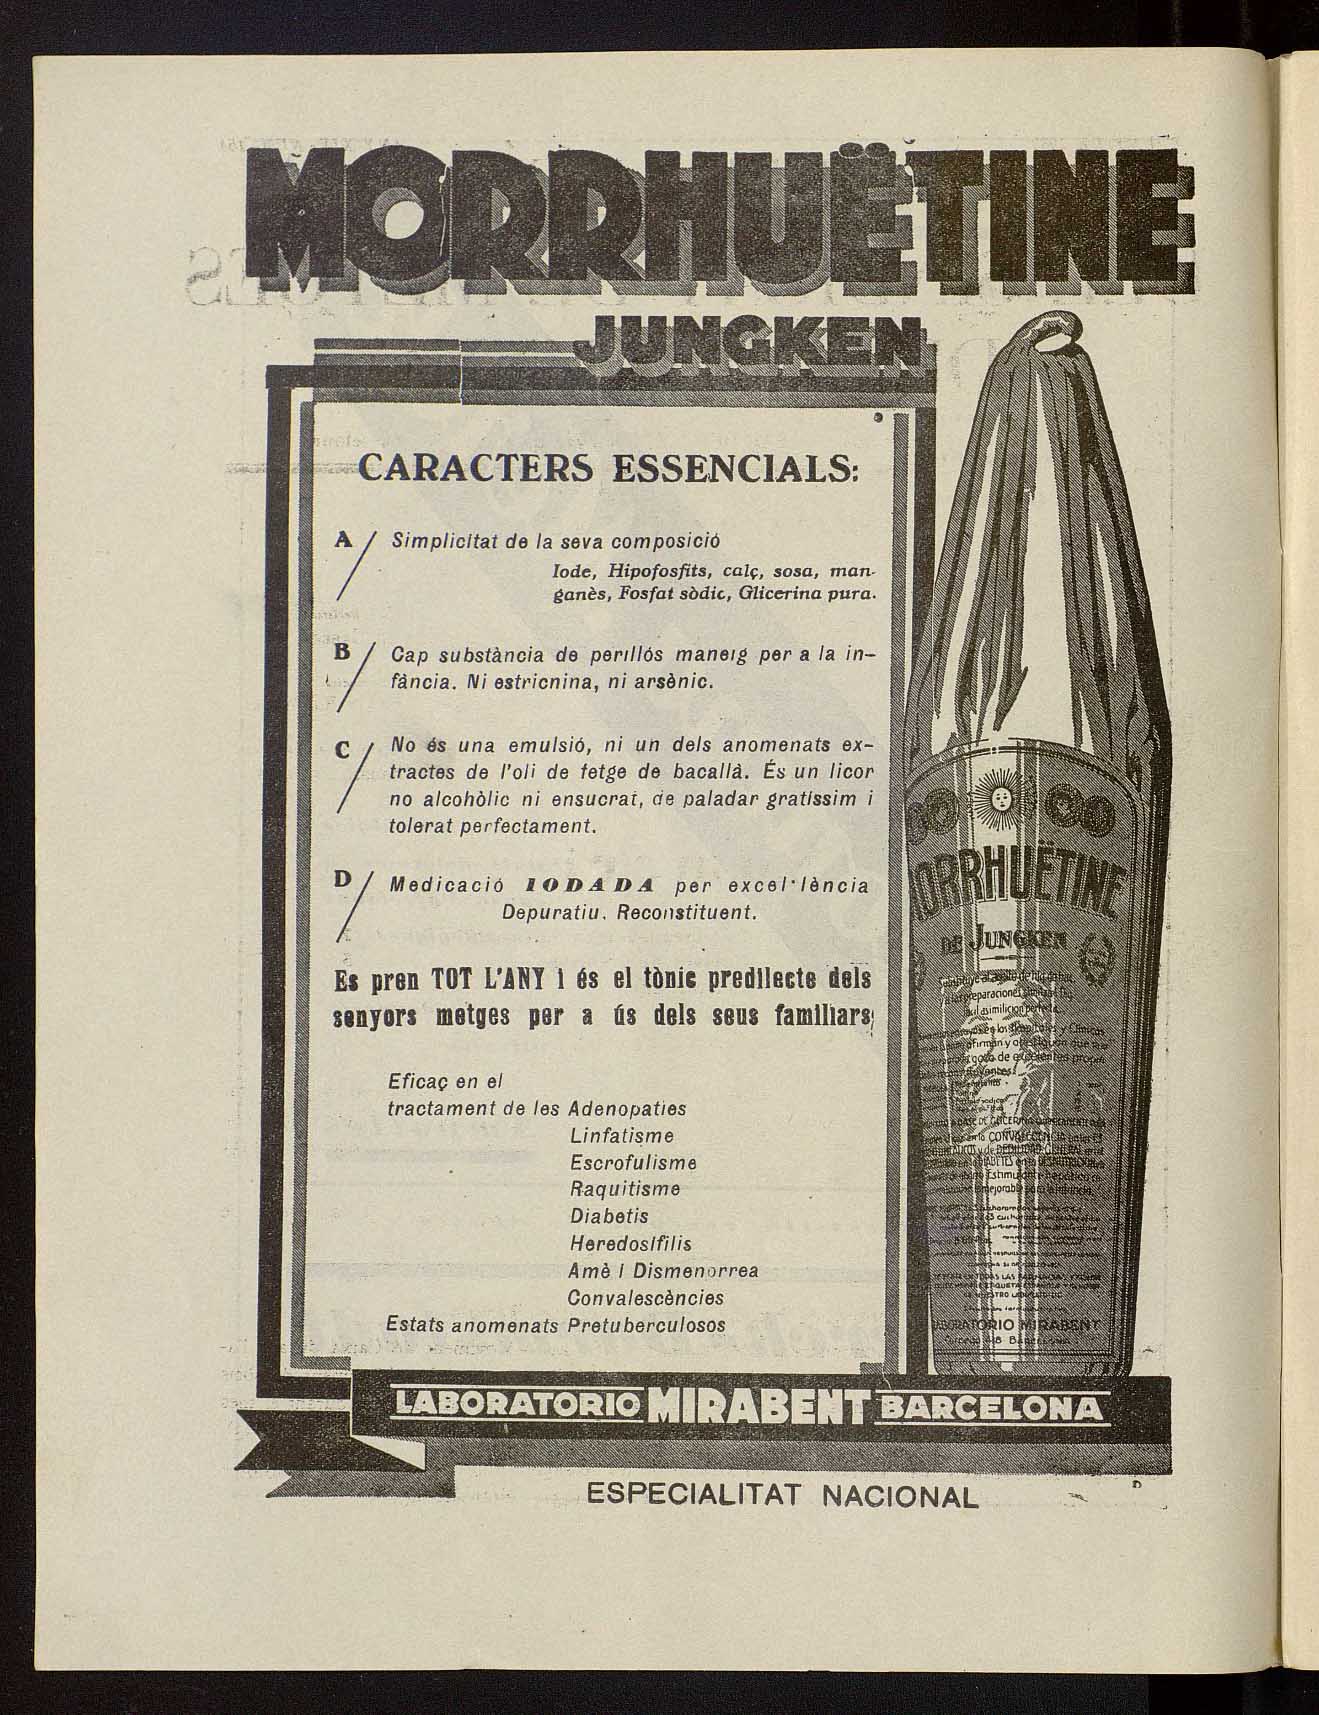 MORRHUËTINE
JUNGKEN
CARACTERS ESSENCIALS:
A / Simplicitat de la seva composició
Iode, Hipofosfits, calç, sosa, man-
ganès, Fosfat sòdic, Glicerina pura.
B / Cap substància de perillós maneig per a la in-
fància. Ni estricnina, ni arsènic.
C / No és una emulsió, ni un dels anomenats ex-
tractes de l'oli de fetge de bacallà. És un licor
no alcohòlic ni ensucrat, de paladar gratíssim i
tolerat perfectament.
D / Medicació IODADA per excel·lència
Depuratiu. Reconstituent.
Es pren TOT L'ANY i és el tònic predilecte dels
senyors metges per a ús dels seus familiars;
Eficaç en el
tractament de les Adenopaties
Linfatisme
Escrofulisme
Raquitisme
Diabetis
Heredosífilis
Amè i Dismenorrea
Convalescències
Estats anomenats Pretuberculosos
MORRHUËTINE
DE JUNGKEN
LABORATORIO MIRABENT
LABORATORIO MIRABENT BARCELONA
ESPECIALITAT NACIONAL